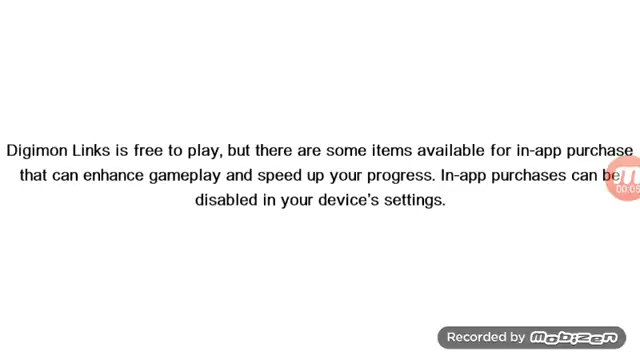 Digimon Links is free to play, but there are some items available for in-app purchase
that can enhance gameplay and speed up your progress. In-app purchases can be
disabled in your device's settings.
00:05
Recorded by mobizen